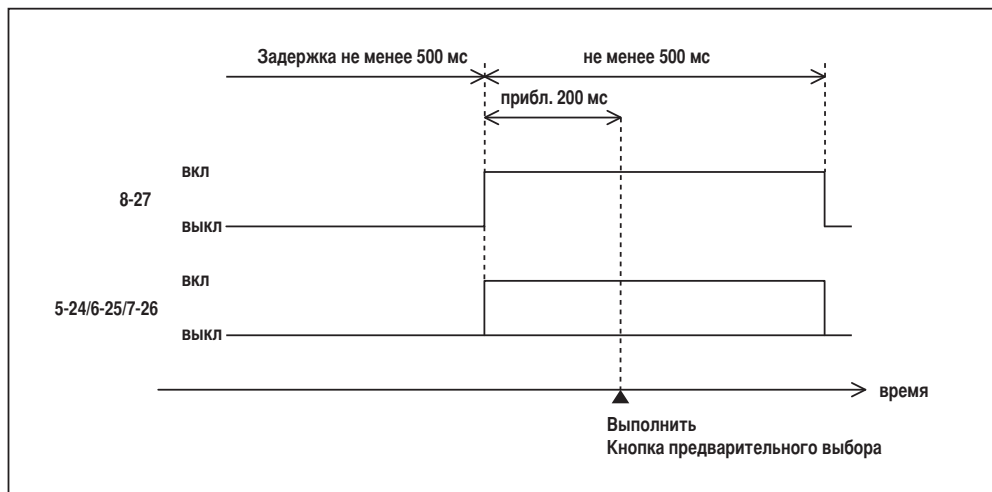 Задержка не менее 500 мс
не менее 500 мс
прибл. 200 мс
вкл
8-27
выкл
вкл
5-24/6-25/7-26
выкл
время
Выполнить
Кнопка предварительного выбора